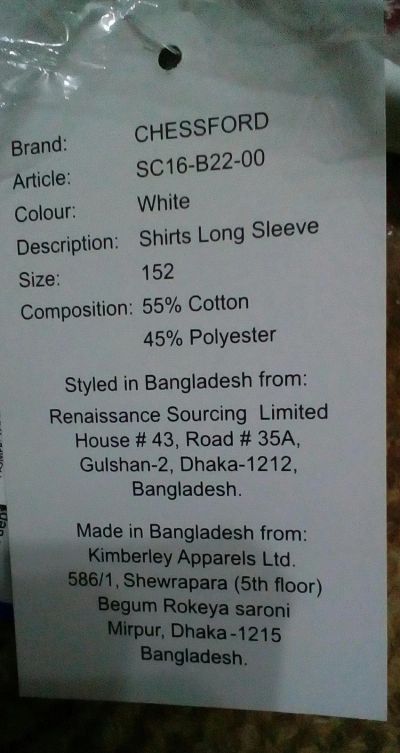 Brand: CHESSFORD
Article: SC16-B22-00
Colour: White
Description: Shirts Long Sleeve
Size: 152
Composition: 55% Cotton
45% Polyester
Styled in Bangladesh from:
Renaissance Sourcing Limited
House # 43, Road # 35A,
Gulshan-2, Dhaka-1212,
Bangladesh.
Made in Bangladesh from:
Kimberley Apparels Ltd.
586/1, Shewrapara (5th floor)
Begum Rokeya saroni
Mirpur, Dhaka-1215
Bangladesh.